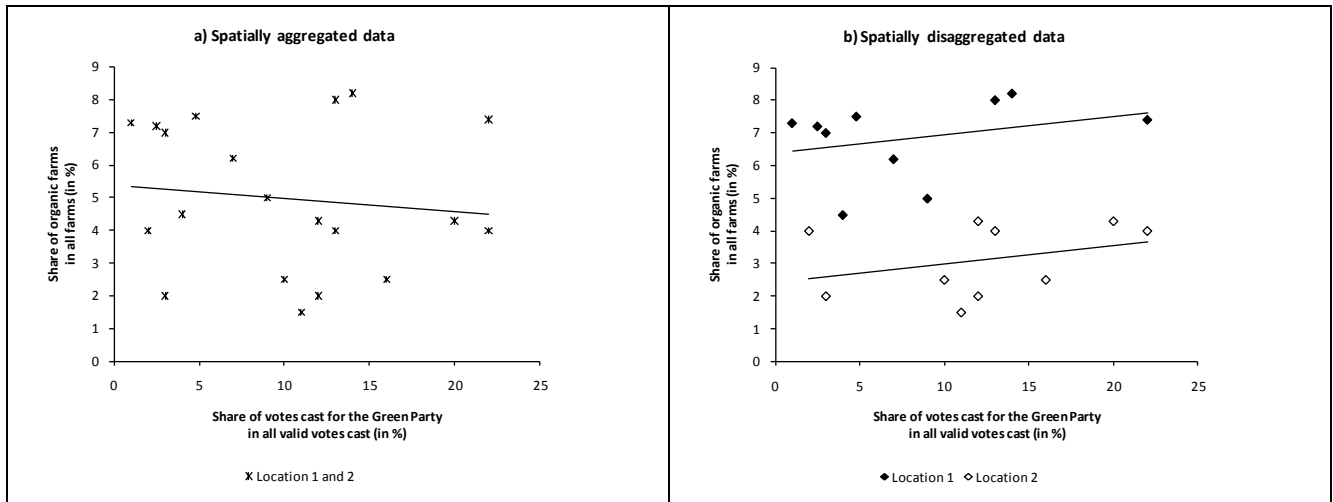 a) Spatially aggregated data
Share of organic farms
in all farms (in %)
9
8
7
6
5
4
3
2
1
0
0 5 10 15 20 25
Share of votes cast for the Green Party
in all valid votes cast (in %)
Location 1 and 2
b) Spatially disaggregated data
Share of organic farms
in all farms (in %)
9
8
7
6
5
4
3
2
1
0
0 5 10 15 20 25
Share of votes cast for the Green Party
in all valid votes cast (in %)
Location 1 Location 2